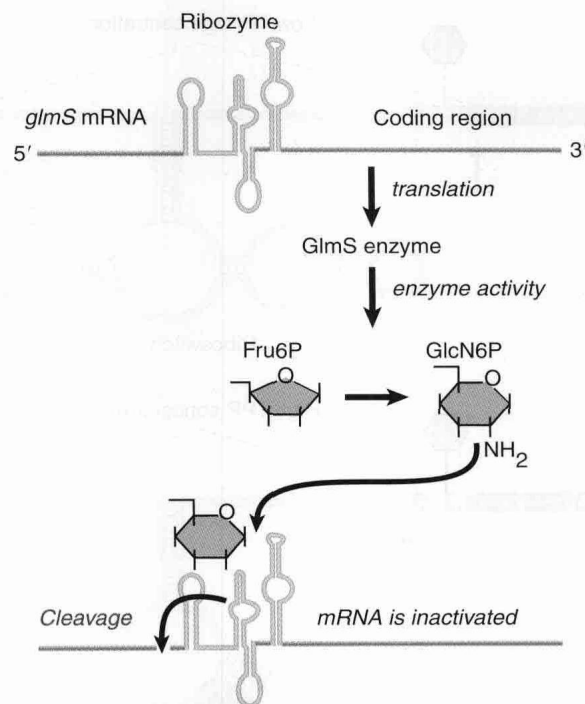 Ribozyme
glmS mRNA
Coding region
5′
3′
translation
GlmS enzyme
enzyme activity
Fru6P
GlcN6P
O
O
NH2
O
Cleavage
mRNA is inactivated